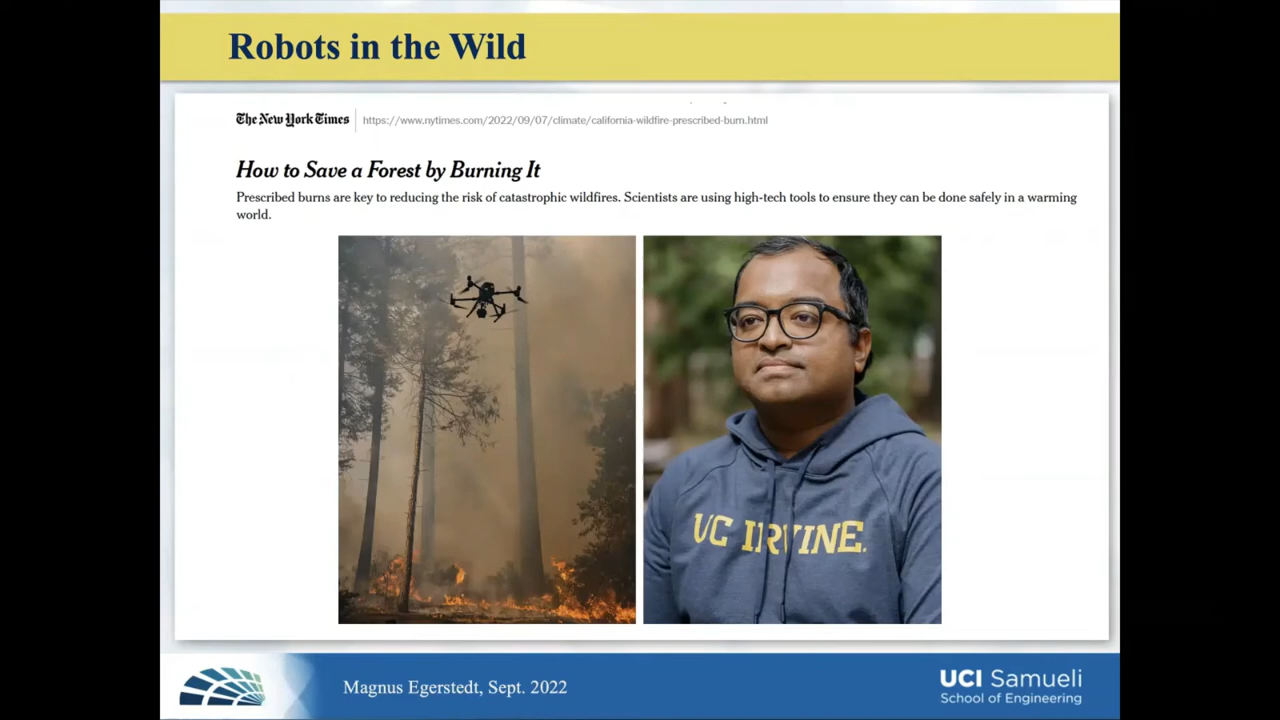 Robots in the Wild
The New York Times
https://www.nytimes.com/2022/09/07/climate/california-wildfire-prescribed-burn.html
How to Save a Forest by Burning It
Prescribed burns are key to reducing the risk of catastrophic wildfires. Scientists are using high-tech tools to ensure they can be done safely in a warming
world.
UC IRVINE.
Magnus Egerstedt, Sept. 2022
UCI Samueli
School of Engineering